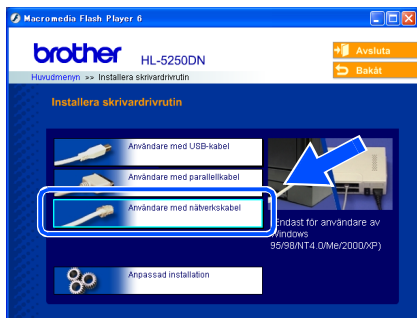 Macromedia Flash Player 6
brother HL-5250DN
Avsluta
Bakåt
Huvudmenyn >> Installera skrivardrivrutin
Installera skrivardrivrutin
Användare med USB-kabel
Användare med parallellkabel
Användare med nätverkskabel
Anpassad installation
Endast för användare av
Windows
95/98/NT4.0/Me/2000/XP)